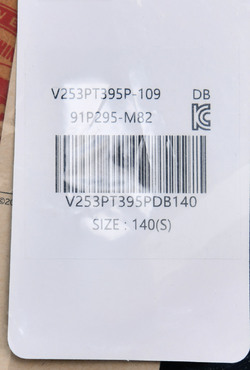 V253PT395P-109 DB
91P295-M82
V253PT395PDB140
SIZE : 140(S)